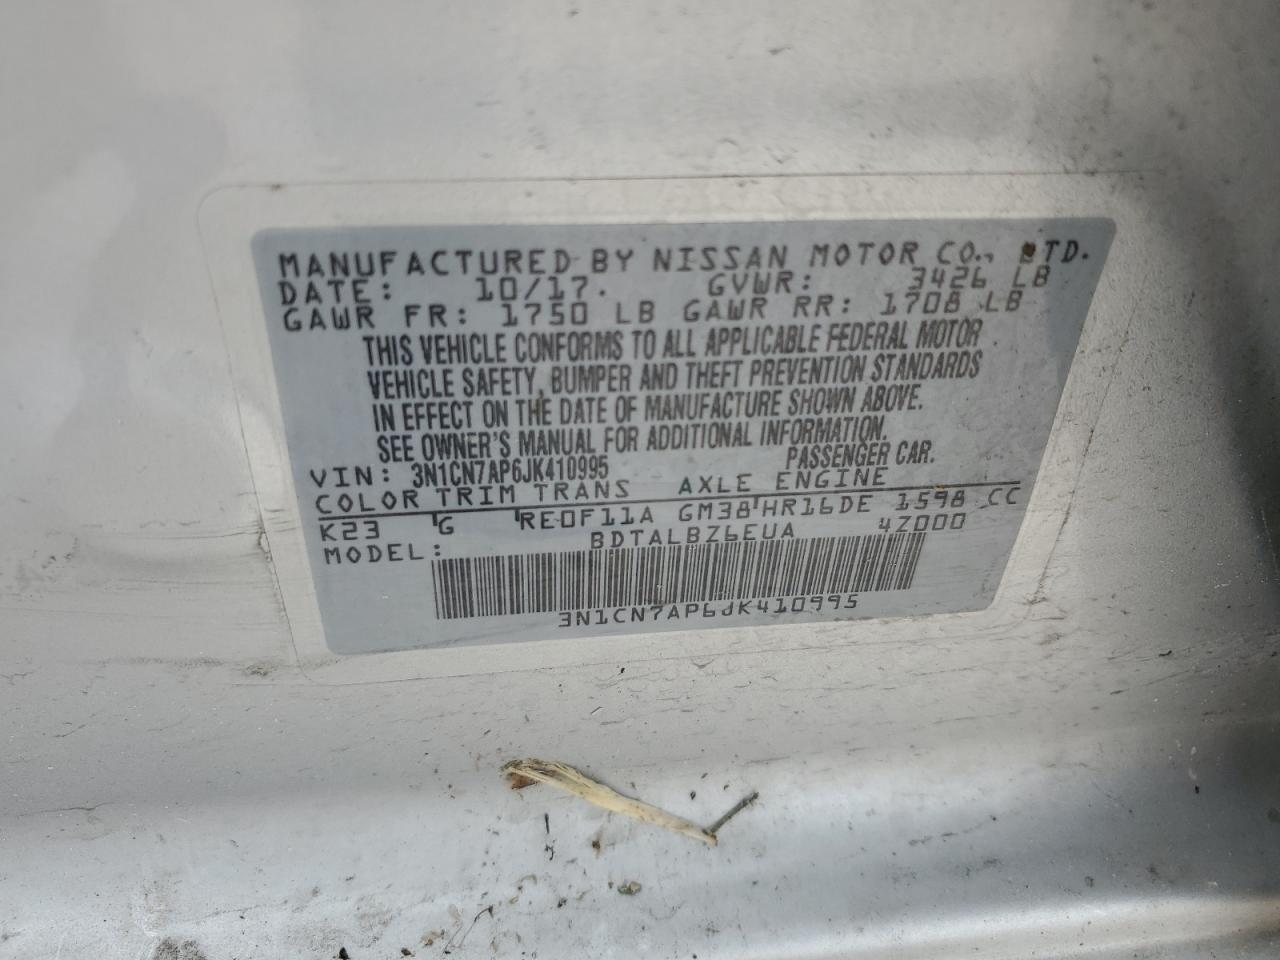 MANUFACTURED BY NISSAN MOTOR CO., LTD.
DATE: 10/17. GVWR: 3426 LB
GAWR FR: 1750 LB GAWR RR: 1708 LB
THIS VEHICLE CONFORMS TO ALL APPLICABLE FEDERAL MOTOR
VEHICLE SAFETY, BUMPER AND THEFT PREVENTION STANDARDS
IN EFFECT ON THE DATE OF MANUFACTURE SHOWN ABOVE.
SEE OWNER'S MANUAL FOR ADDITIONAL INFORMATION.
VIN: 3N1CN7AP6JK410995 PASSENGER CAR.
COLOR TRIM TRANS AXLE ENGINE
K23 G RE0F11A GM38 HR16DE 1598 CC
MODEL: BDTALBZ6EUA 4Z000
3N1CN7AP6JK410995